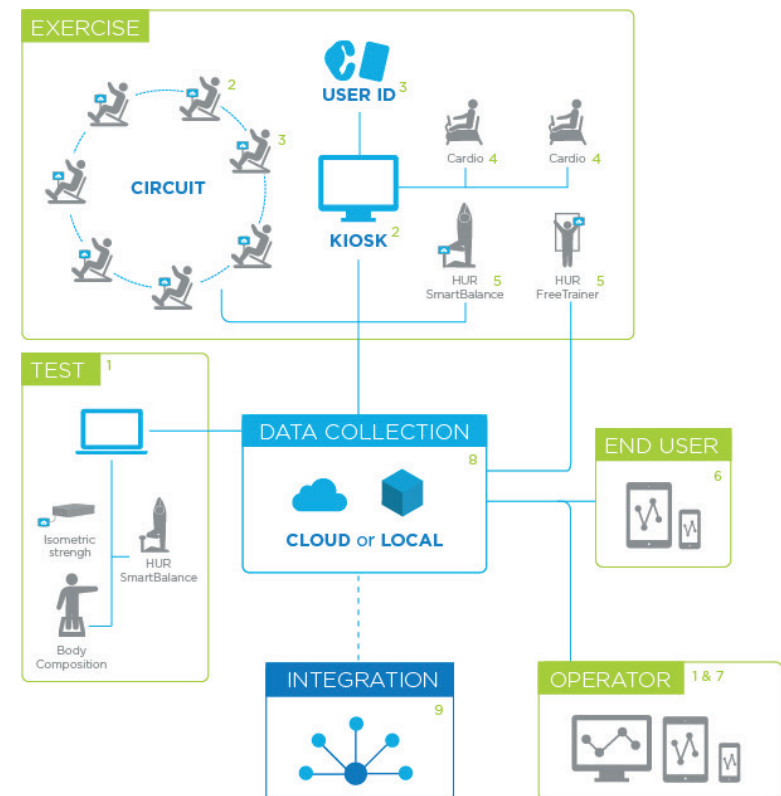 EXERCISE
2
3
CIRCUIT
USER ID 3
KIOSK 2
Cardio 4
Cardio 4
HUR 5
SmartBalance
HUR 5
FreeTrainer
TEST 1
Isometric
strengh
HUR
SmartBalance
Body
Composition
DATA COLLECTION
8
CLOUD or LOCAL
END USER
6
INTEGRATION
9
OPERATOR 1 & 7